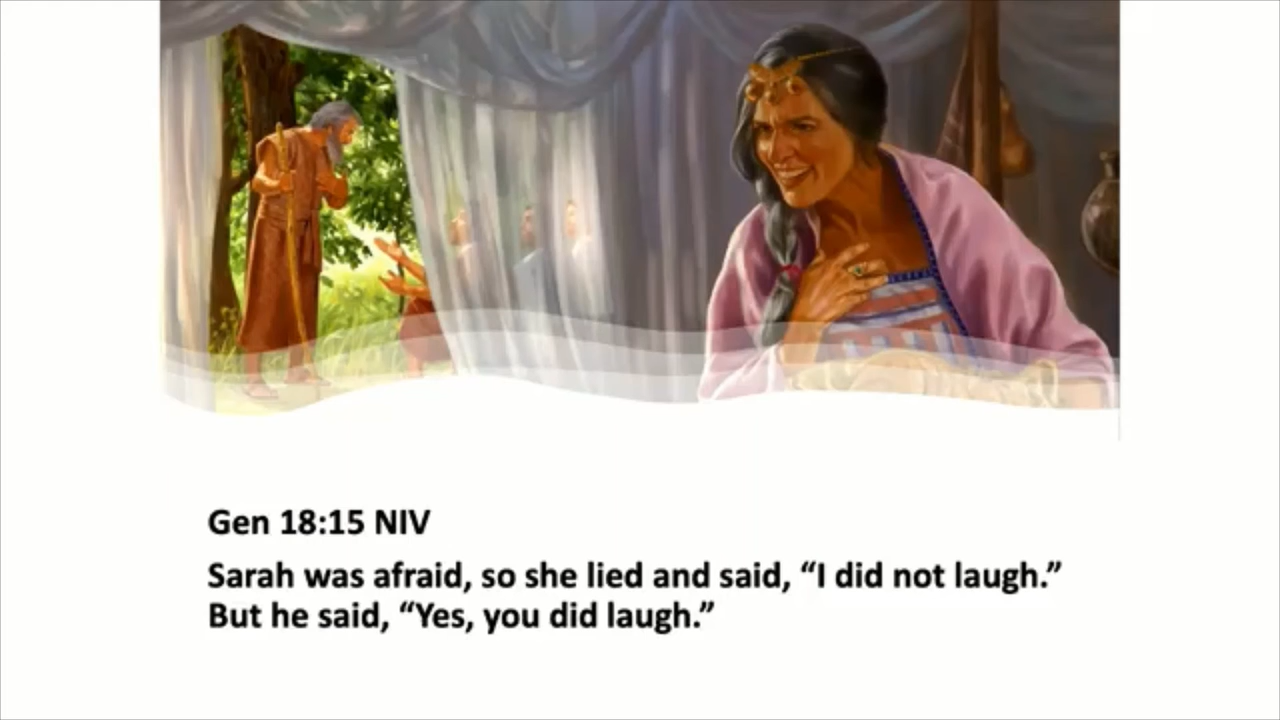 Gen 18:15 NIV
Sarah was afraid, so she lied and said, “I did not laugh.”
But he said, “Yes, you did laugh.”